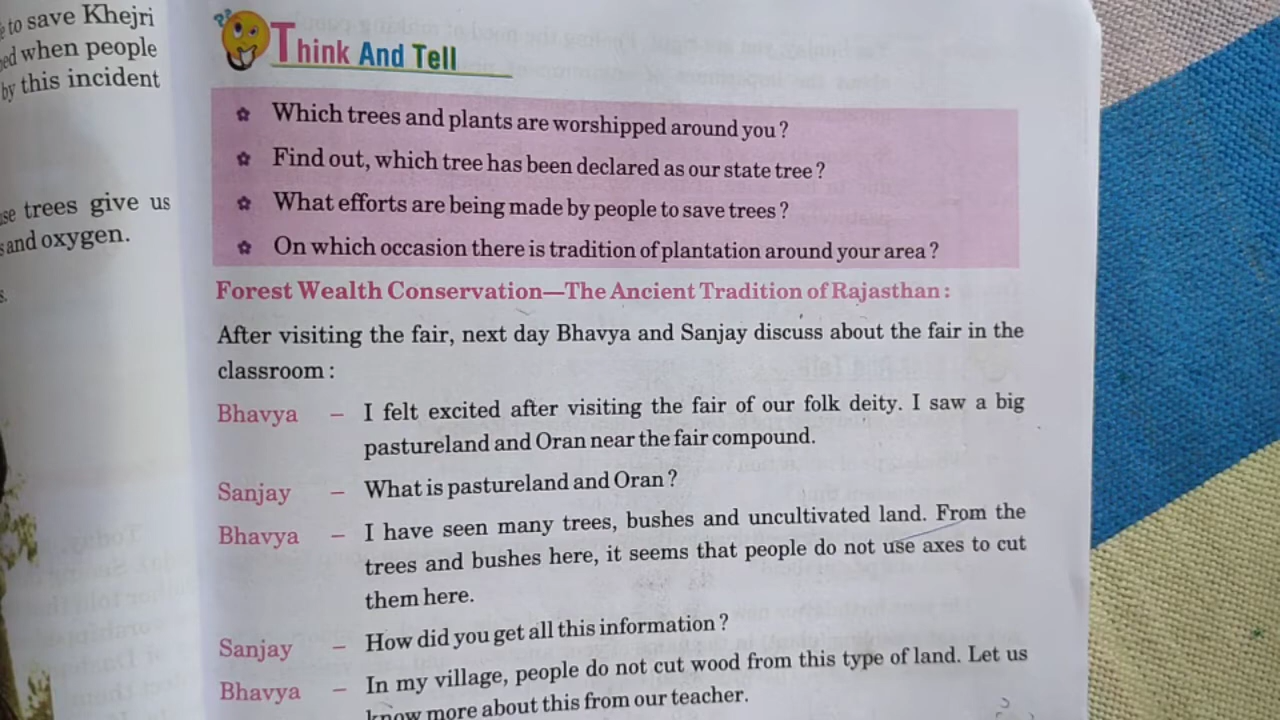 to save Khejri
when people
by this incident
trees give us
and oxygen.
Think And Tell
Which trees and plants are worshipped around you?
Find out, which tree has been declared as our state tree?
What efforts are being made by people to save trees?
On which occasion there is tradition of plantation around your area?
Forest Wealth Conservation—The Ancient Tradition of Rajasthan:
After visiting the fair, next day Bhavya and Sanjay discuss about the fair in the
classroom:
Bhavya – I felt excited after visiting the fair of our folk deity. I saw a big
pastureland and Oran near the fair compound.
Sanjay – What is pastureland and Oran?
Bhavya – I have seen many trees, bushes and uncultivated land. From the
trees and bushes here, it seems that people do not use axes to cut
them here.
Sanjay – How did you get all this information?
Bhavya – In my village, people do not cut wood from this type of land. Let us
know more about this from our teacher.